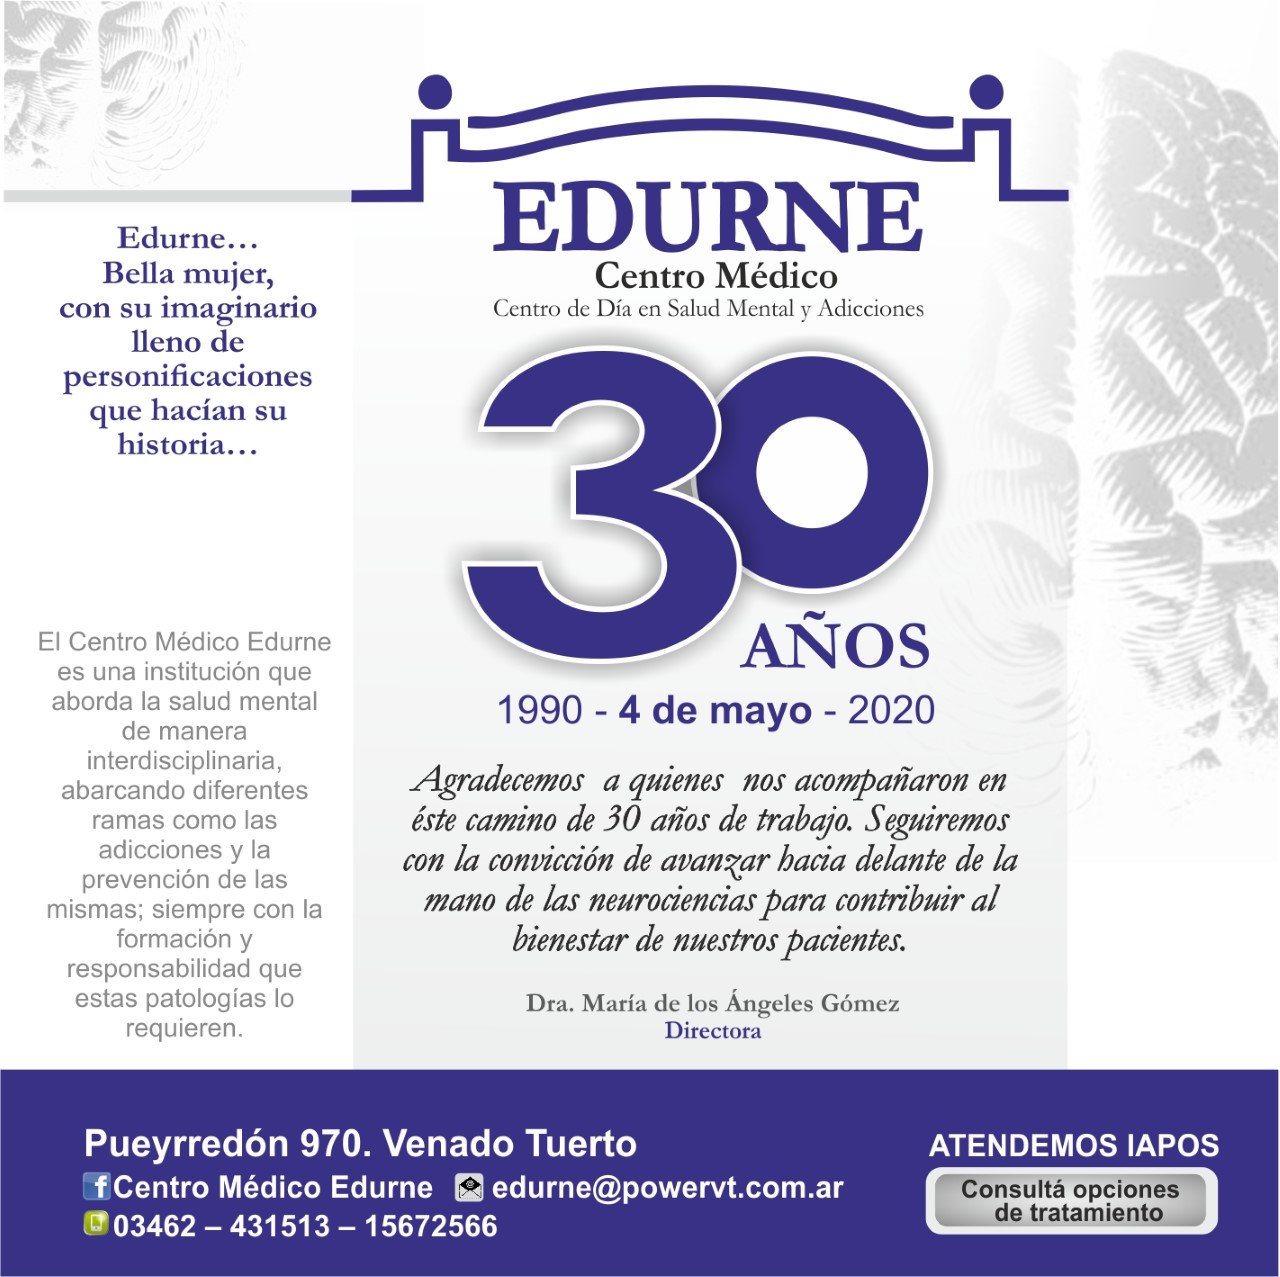 EDURNE
Centro Médico
Centro de Día en Salud Mental y Adicciones
30
AÑOS
1990 - 4 de mayo - 2020
Edurne...
Bella mujer,
con su imaginario
lleno de
personificaciones
que hacían su
historia...
El Centro Médico Edurne
es una institución que
aborda la salud mental
de manera
interdisciplinaria,
abarcando diferentes
ramas como las
adicciones y la
prevención de las
mismas; siempre con la
formación y
responsabilidad que
estas patologías lo
requieren.
Agradecemos a quienes nos acompañaron en
éste camino de 30 años de trabajo. Seguiremos
con la convicción de avanzar hacia delante de la
mano de las neurociencias para contribuir al
bienestar de nuestros pacientes.
Dra. María de los Ángeles Gómez
Directora
Pueyrredón 970. Venado Tuerto
Centro Médico Edurne edurne@powervt.com.ar
03462 – 431513 – 15672566
ATENDEMOS IAPOS
Consultá opciones
de tratamiento